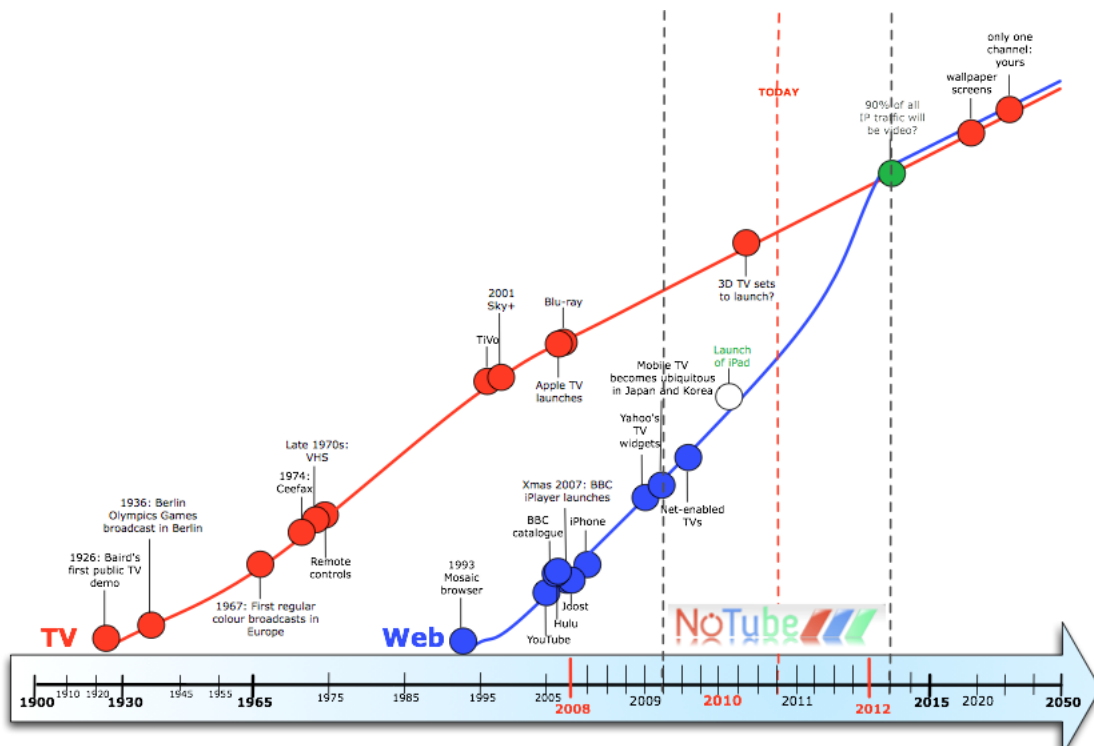 only one
channel:
yours
wallpaper
screens
TODAY
90% of all
IP traffic will
be video?
3D TV sets
to launch?
2001
Sky+
Blu-ray
TiVo
Apple TV
launches
Launch
of iPad
Mobile TV
becomes ubiquitous
in Japan and Korea
Yahoo's
TV
widgets
Net-enabled
TVs
Late 1970s:
VHS
1974:
Ceefax
Remote
controls
Xmas 2007: BBC
iPlayer launches
BBC
catalogue
iPhone
1936: Berlin
Olympics Games
broadcast in Berlin
1926: Baird's
first public TV
demo
1967: First regular
colour broadcasts in
Europe
1993
Mosaic
browser
Joost
Hulu
YouTube
TV
Web
NoTube
1900
1910
1920
1930
1945
1955
1965
1975
1985
1995
2005
2008
2009
2010
2011
2012
2015
2020
2050